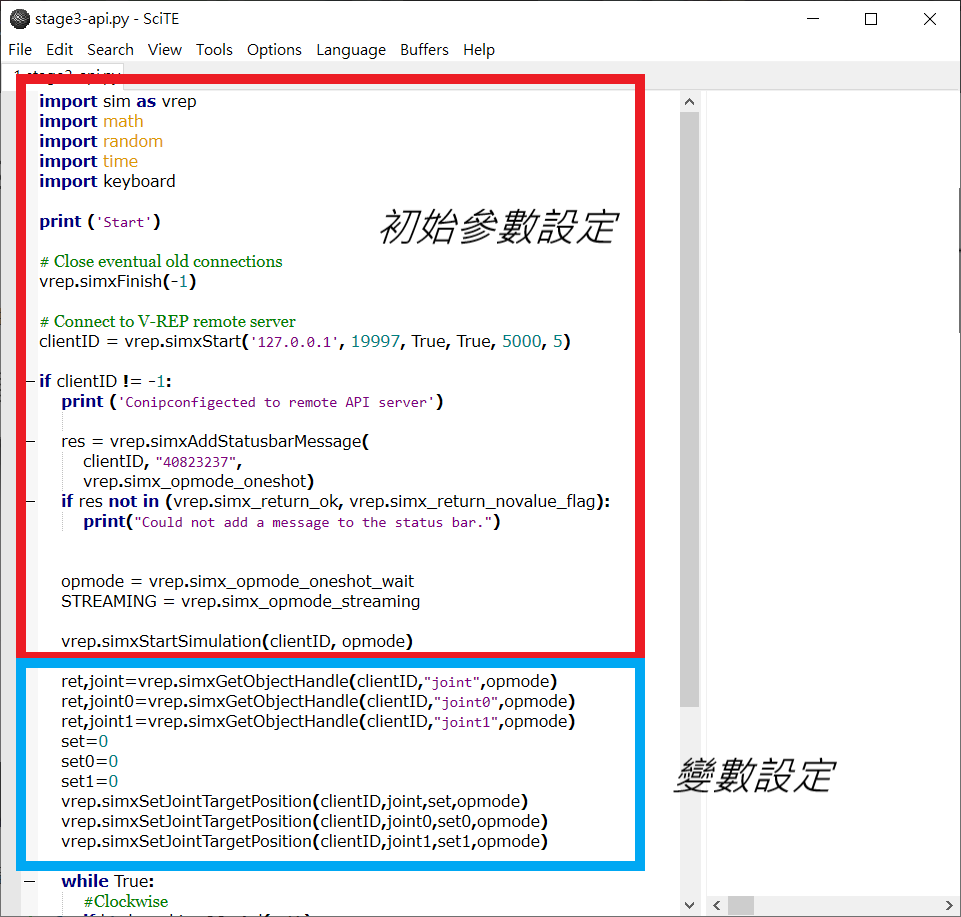 stage3-api.py - SciTE
File Edit Search View Tools Options Language Buffers Help
1 stage3-api.py
import sim as vrep
import math
import random
import time
import keyboard
print ('Start')
初始參數設定
# Close eventual old connections
vrep.simxFinish(-1)
# Connect to V-REP remote server
clientID = vrep.simxStart('127.0.0.1', 19997, True, True, 5000, 5)
if clientID != -1:
print ('Conipconfigected to remote API server')
res = vrep.simxAddStatusbarMessage(
clientID, "40823237",
vrep.simx_opmode_oneshot)
if res not in (vrep.simx_return_ok, vrep.simx_return_novalue_flag):
print("Could not add a message to the status bar.")
opmode = vrep.simx_opmode_oneshot_wait
STREAMING = vrep.simx_opmode_streaming
vrep.simxStartSimulation(clientID, opmode)
ret,joint=vrep.simxGetObjectHandle(clientID,"joint",opmode)
ret,joint0=vrep.simxGetObjectHandle(clientID,"joint0",opmode)
ret,joint1=vrep.simxGetObjectHandle(clientID,"joint1",opmode)
set=0
set0=0
set1=0
變數設定
vrep.simxSetJointTargetPosition(clientID,joint,set,opmode)
vrep.simxSetJointTargetPosition(clientID,joint0,set0,opmode)
vrep.simxSetJointTargetPosition(clientID,joint1,set1,opmode)
while True:
#Clockwise